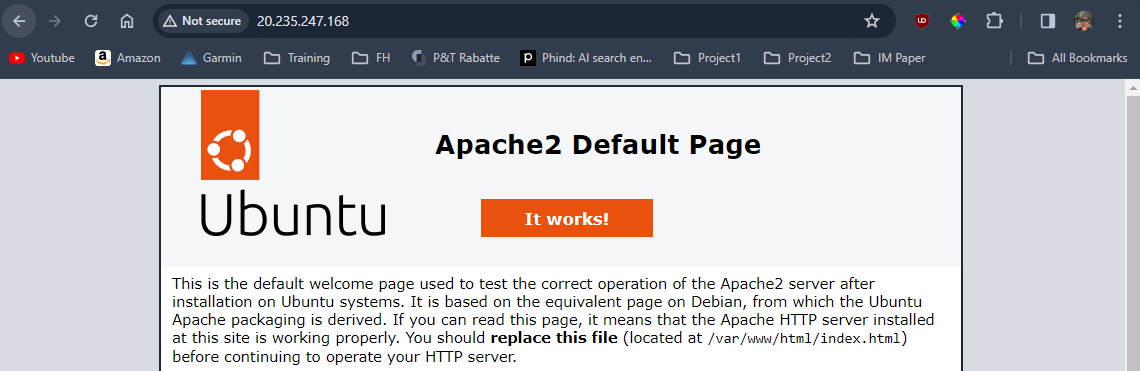 Not secure 20.235.247.168
Youtube Amazon Garmin Training FH P&T Rabatte Phind: AI search en... Project1 Project2 IM Paper All Bookmarks
Apache2 Default Page
Ubuntu
It works!
This is the default welcome page used to test the correct operation of the Apache2 server after
installation on Ubuntu systems. It is based on the equivalent page on Debian, from which the Ubuntu
Apache packaging is derived. If you can read this page, it means that the Apache HTTP server installed
at this site is working properly. You should replace this file (located at /var/www/html/index.html)
before continuing to operate your HTTP server.